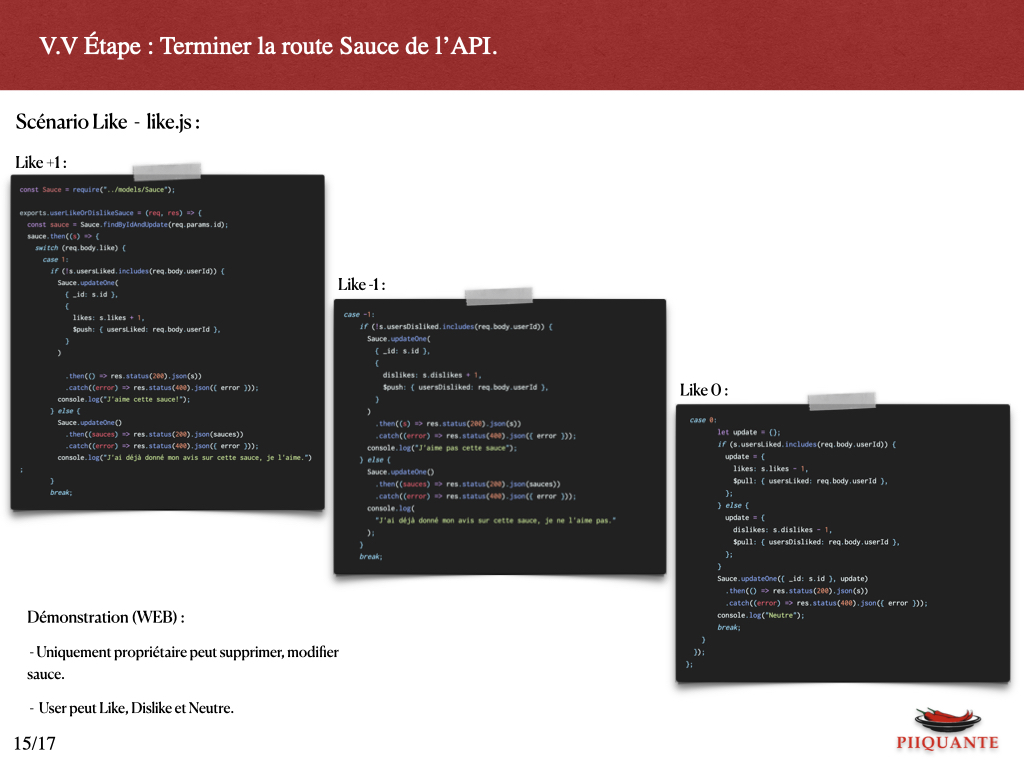 V.V Étape : Terminer la route Sauce de l’API.
Scénario Like - like.js :
Like +1 :
const Sauce = require("../models/Sauce");
exports.userLikeOrDislikeSauce = (req, res) => {
const sauce = Sauce.findByIdAndUpdate(req.params.id);
sauce.then((s) => {
switch (req.body.like) {
case 1:
if (!s.usersLiked.includes(req.body.userId)) {
Sauce.updateOne(
{ _id: s.id },
{
likes: s.likes + 1,
$push: { usersLiked: req.body.userId },
}
)
.then(() => res.status(200).json(s))
.catch((error) => res.status(400).json({ error }));
console.log("J'aime cette sauce!");
} else {
Sauce.updateOne()
.then((sauces) => res.status(200).json(sauces))
.catch((error) => res.status(400).json({ error }));
console.log("J'ai déjà donné mon avis sur cette sauce, je l'aime.")
;
}
break;
Like -1 :
case -1:
if (!s.usersDisliked.includes(req.body.userId)) {
Sauce.updateOne(
{ _id: s.id },
{
dislikes: s.dislikes + 1,
$push: { usersDisliked: req.body.userId },
}
)
.then((s) => res.status(200).json(s))
.catch((error) => res.status(400).json({ error }));
console.log("J'aime pas cette sauce");
} else {
Sauce.updateOne()
.then((sauces) => res.status(200).json(sauces))
.catch((error) => res.status(400).json({ error }));
console.log(
"J'ai déjà donné mon avis sur cette sauce, je ne l'aime pas."
);
}
break;
Like 0 :
case 0:
let update = {};
if (s.usersLiked.includes(req.body.userId)) {
update = {
likes: s.likes - 1,
$pull: { usersLiked: req.body.userId },
};
} else {
update = {
dislikes: s.dislikes - 1,
$pull: { usersDisliked: req.body.userId },
};
}
Sauce.updateOne({ _id: s.id }, update)
.then(() => res.status(200).json(s))
.catch((error) => res.status(400).json({ error }));
console.log("Neutre");
break;
}
});
};
Démonstration (WEB) :
- Uniquement propriétaire peut supprimer, modifier
sauce.
- User peut Like, Dislike et Neutre.
15/17
PIIQUANTE